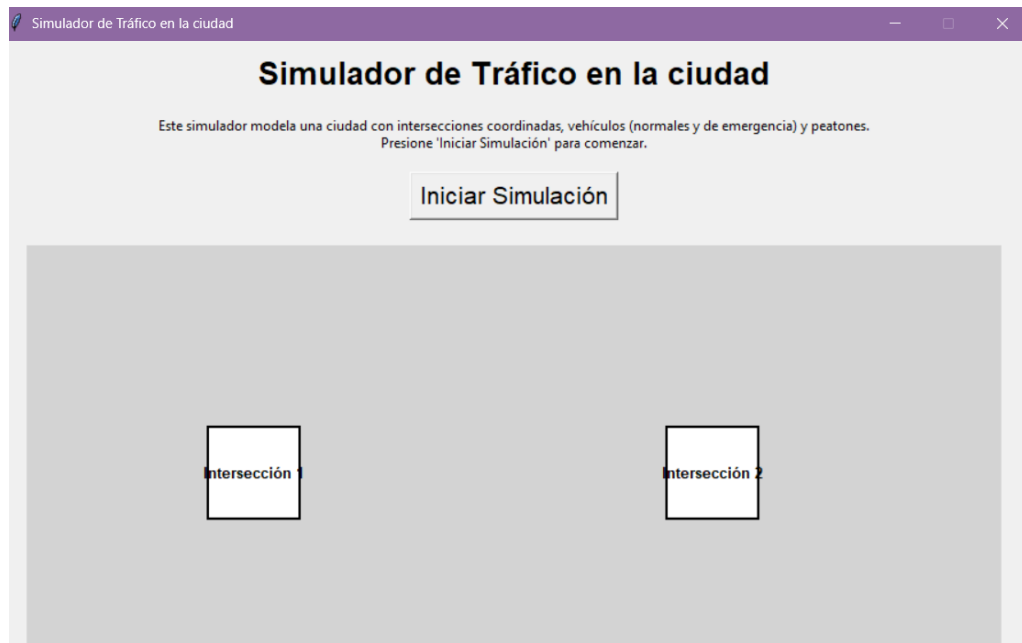 Simulador de Tráfico en la ciudad
Simulador de Tráfico en la ciudad
Este simulador modela una ciudad con intersecciones coordinadas, vehículos (normales y de emergencia) y peatones.
Presione 'Iniciar Simulación' para comenzar.
Iniciar Simulación
Intersección 1
Intersección 2